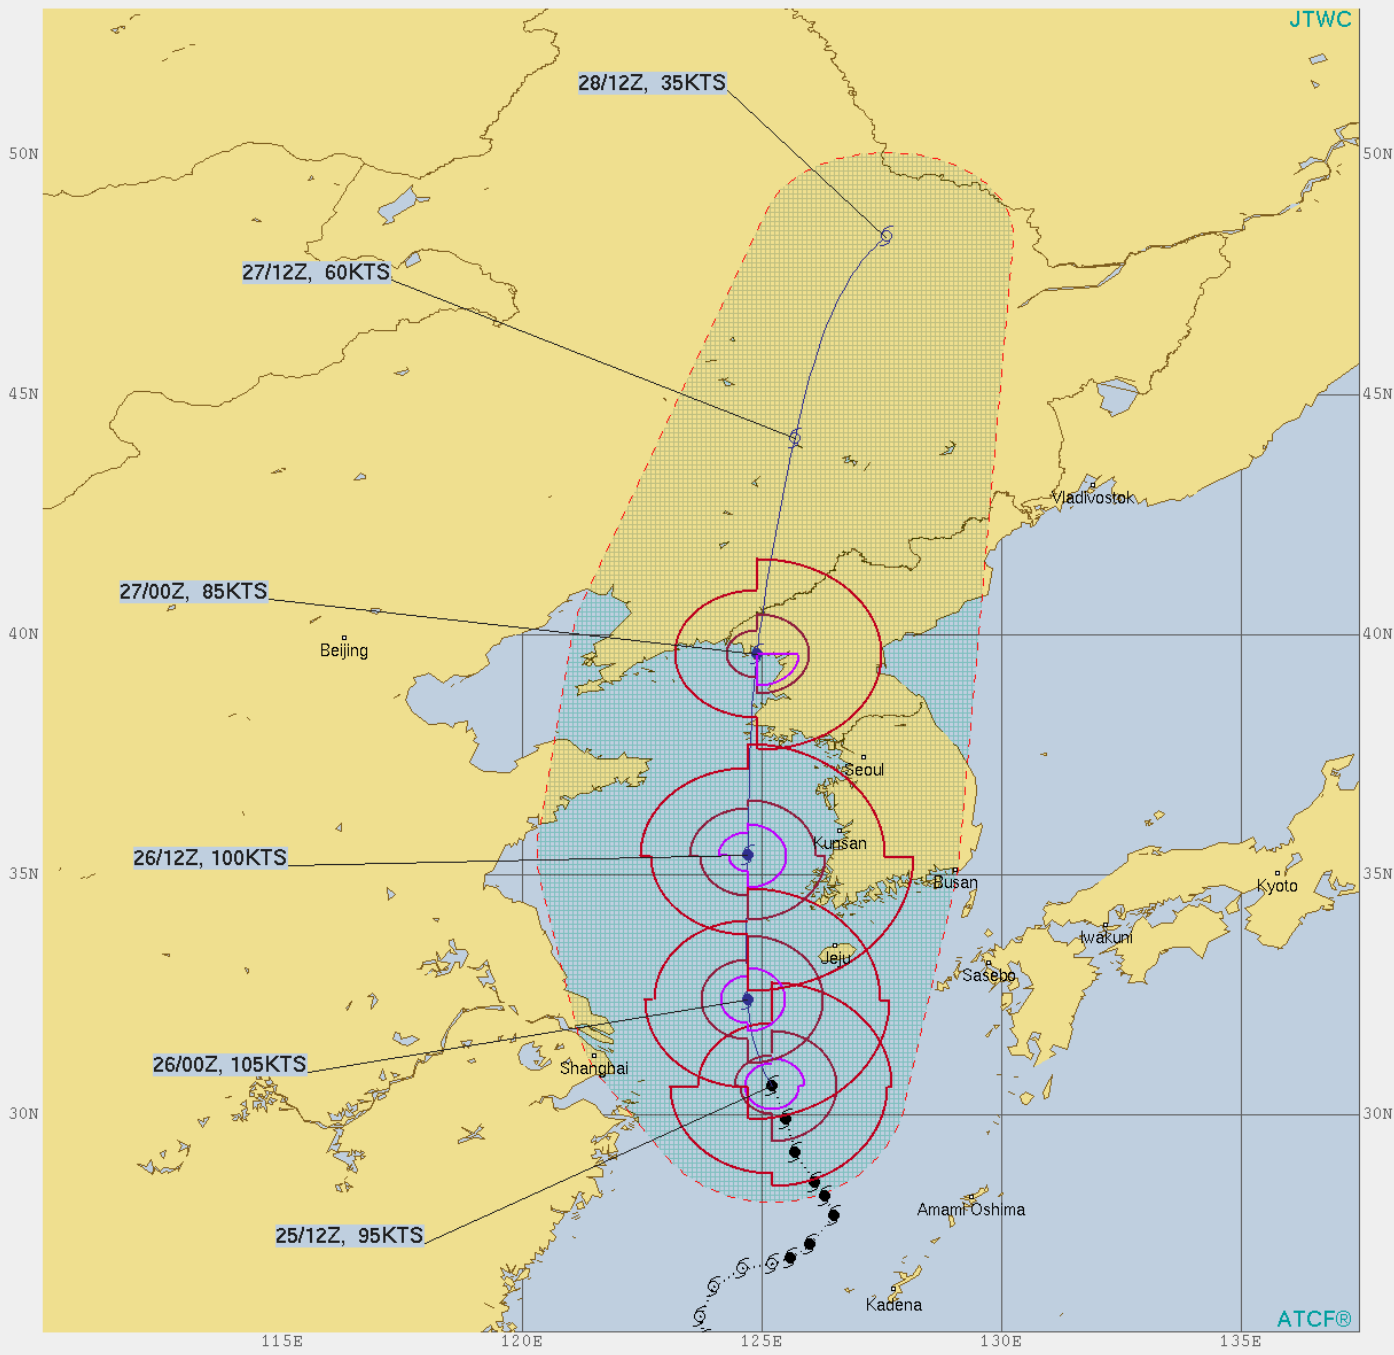 JTWC
28/12Z, 35KTS
50N
50N
27/12Z, 60KTS
45N
45N
Vladivostok
27/00Z, 85KTS
40N
40N
Beijing
Seoul
Kunsan
26/12Z, 100KTS
35N
35N
Busan
Kyoto
Iwakuni
Jeju
Sasebo
26/00Z, 105KTS
Shanghai
30N
30N
Amami Oshima
25/12Z, 95KTS
Kadena
ATCF®
115E
120E
125E
130E
135E